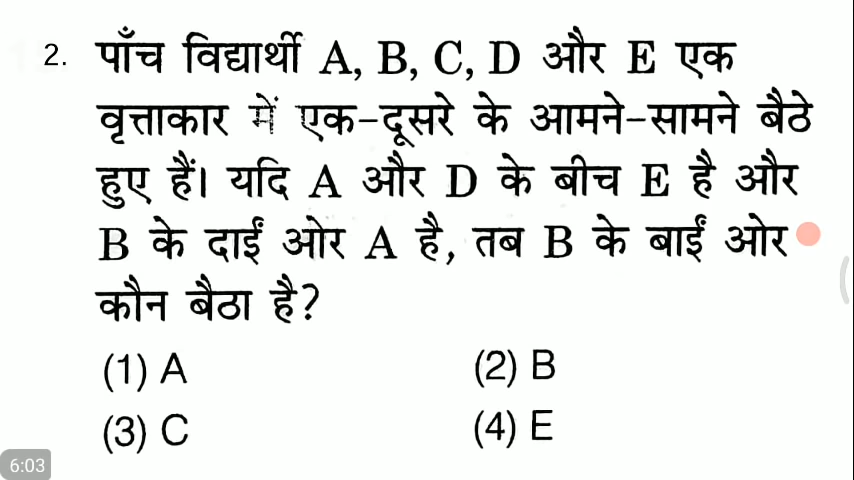 2. पाँच विद्यार्थी A, B, C, D और E एक
वृत्ताकार में एक-दूसरे के आमने-सामने बैठे
हुए हैं। यदि A और D के बीच E है और
B के दाईं ओर A है, तब B के बाईं ओर
कौन बैठा है?
(1) A (2) B
(3) C (4) E
6:03